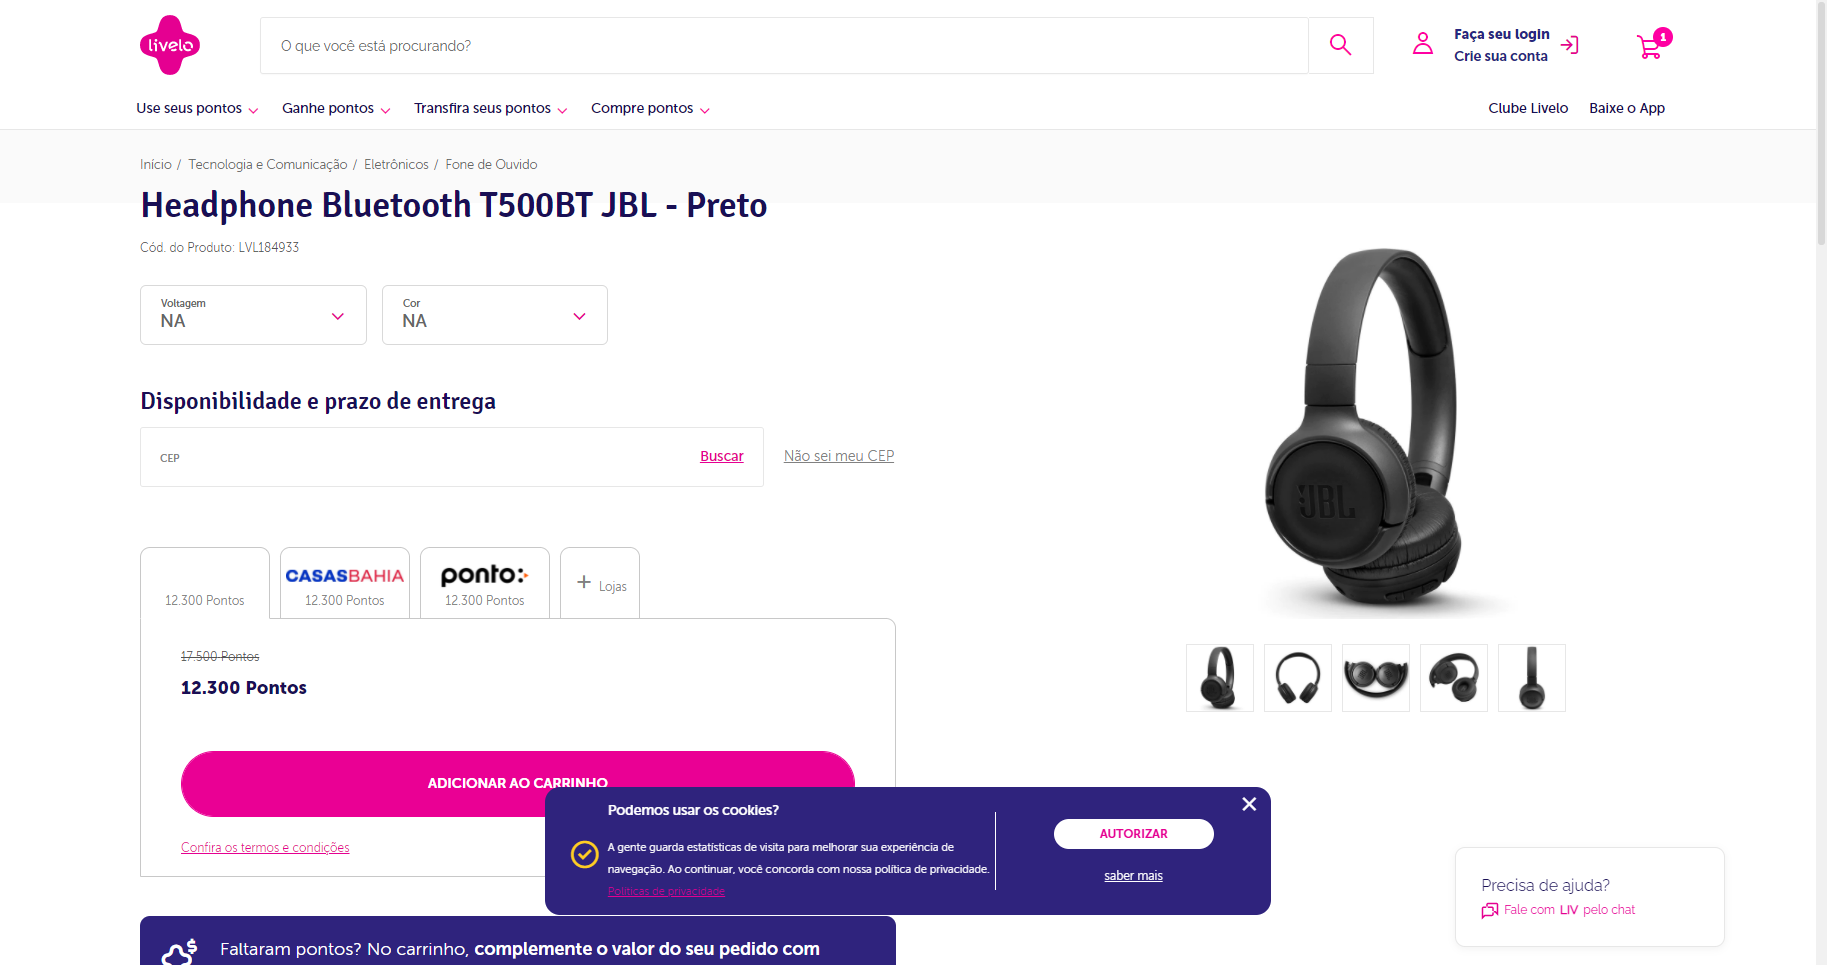 livelo
O que você está procurando?
Faça seu login
Crie sua conta
1
Use seus pontos
Ganhe pontos
Transfira seus pontos
Compre pontos
Clube Livelo
Baixe o App
Início / Tecnologia e Comunicação / Eletrônicos / Fone de Ouvido
Headphone Bluetooth T500BT JBL - Preto
Cód. do Produto: LVL184933
Voltagem
NA
Cor
NA
Disponibilidade e prazo de entrega
CEP
Buscar
Não sei meu CEP
12.300 Pontos
CASASBAHIA
12.300 Pontos
ponto:
12.300 Pontos
+ Lojas
17.500 Pontos
12.300 Pontos
ADICIONAR AO CARRINHO
Confira os termos e condições
JBL
Podemos usar os cookies?
A gente guarda estatísticas de visita para melhorar sua experiência de
navegação. Ao continuar, você concorda com nossa política de privacidade.
Políticas de privacidade
AUTORIZAR
saber mais
Precisa de ajuda?
Fale com LIV pelo chat
Faltaram pontos? No carrinho, complemente o valor do seu pedido com